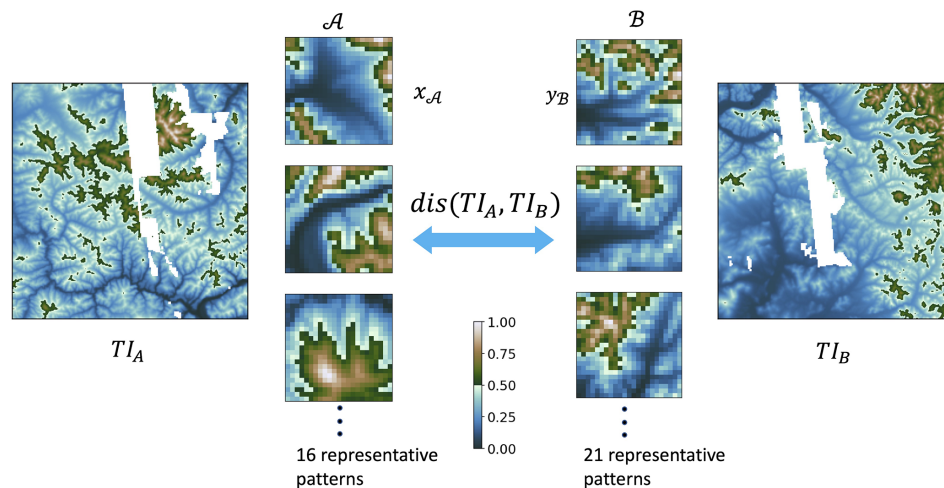 𝒜
ℬ
x_𝒜
y_ℬ
dis(TI_A, TI_B)
TI_A
TI_B
1.00
0.75
0.50
0.25
0.00
16 representative
patterns
21 representative
patterns